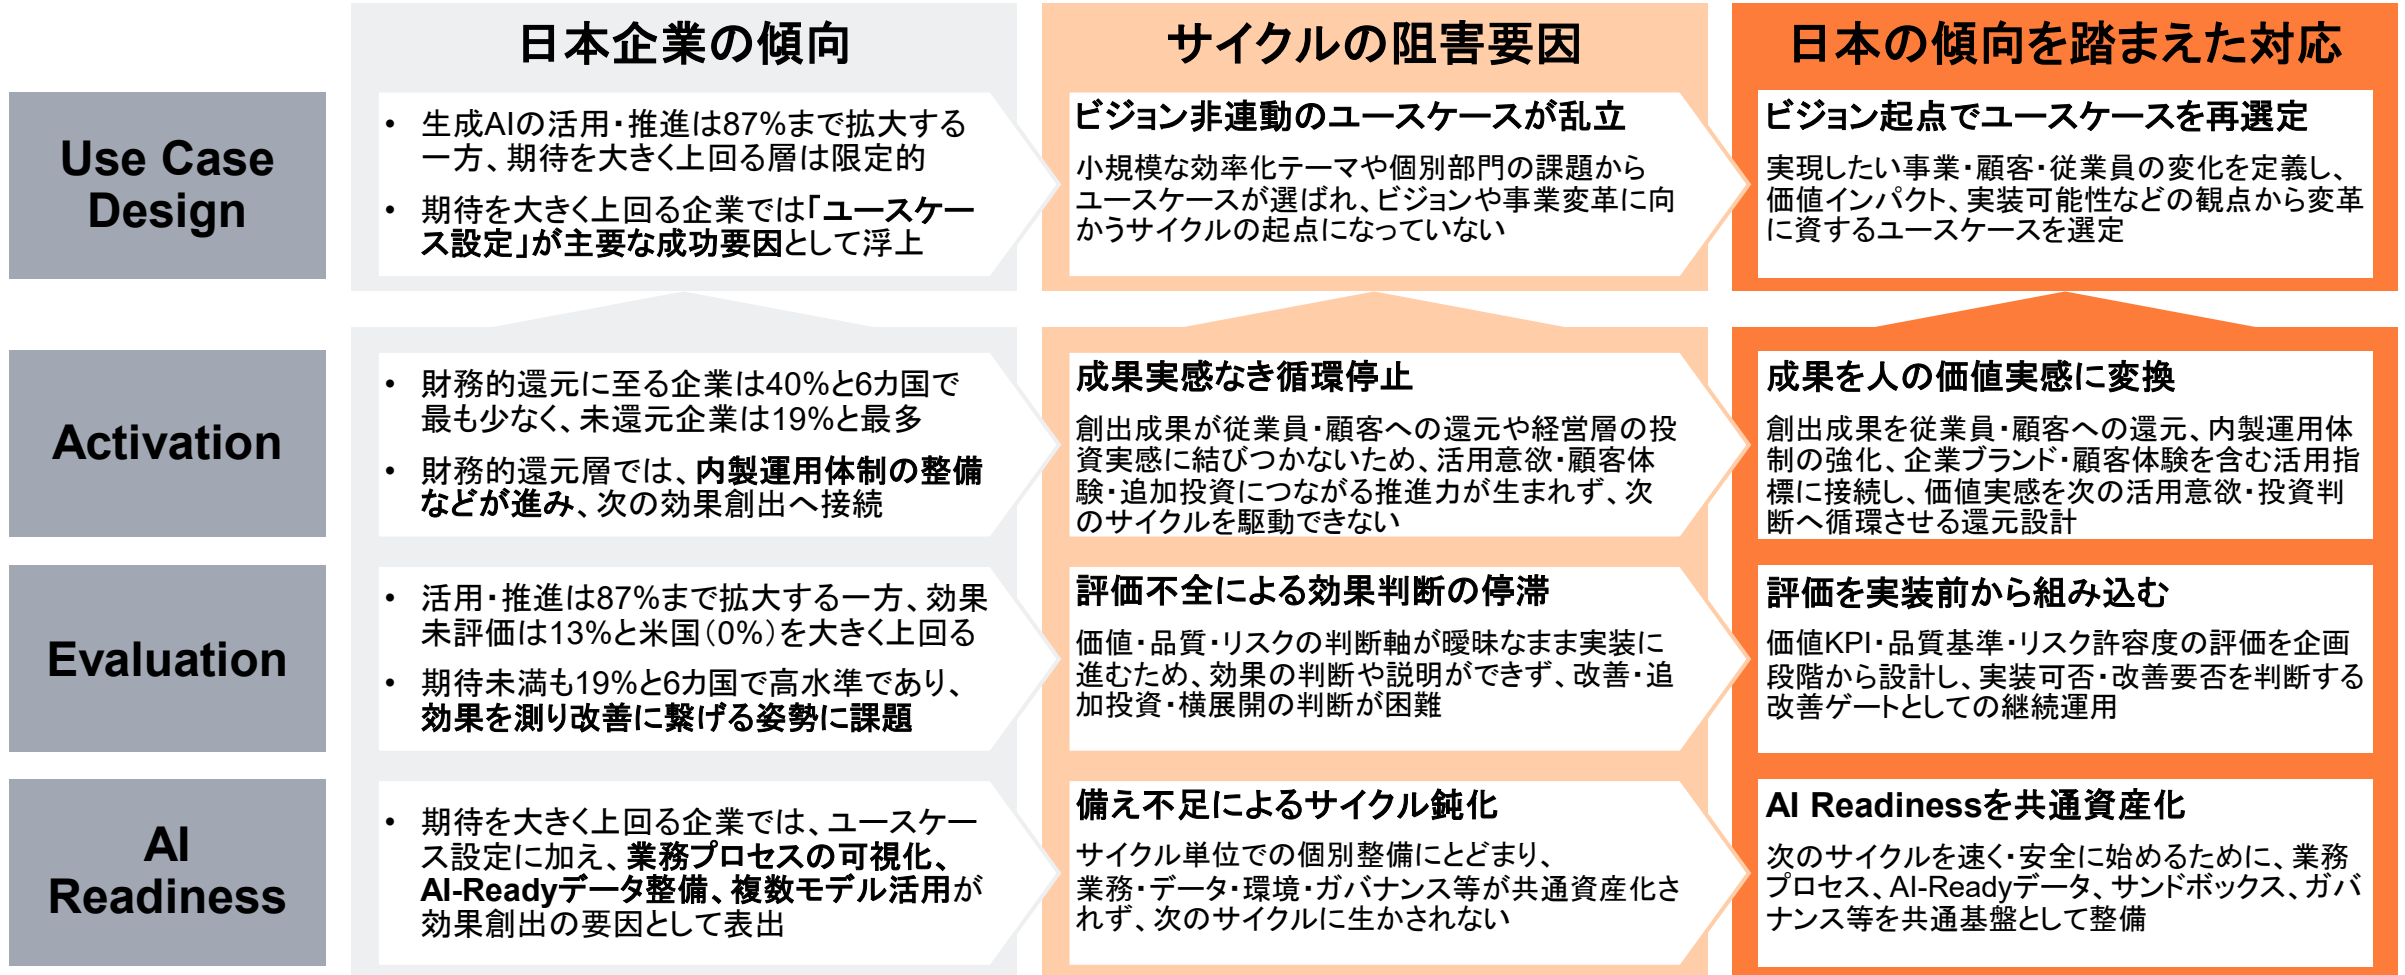 日本企業の傾向
サイクルの阻害要因
日本の傾向を踏まえた対応
Use Case
Design
• 生成AIの活用・推進は87%まで拡大する
一方、期待を大きく上回る層は限定的
• 期待を大きく上回る企業では「ユースケー
ス設定」が主要な成功要因として浮上
ビジョン非連動のユースケースが乱立
小規模な効率化テーマや個別部門の課題から
ユースケースが選ばれ、ビジョンや事業変革に向
かうサイクルの起点になっていない
ビジョン起点でユースケースを再選定
実現したい事業・顧客・従業員の変化を定義し、
価値インパクト、実装可能性などの観点から変革
に資するユースケースを選定
Activation
• 財務的還元に至る企業は40%と6カ国で
最も少なく、未還元企業は19%と最多
• 財務的還元層では、内製運用体制の整備
などが進み、次の効果創出へ接続
成果実感なき循環停止
創出成果が従業員・顧客への還元や経営層の投
資実感に結びつかないため、活用意欲・顧客体
験・追加投資につながる推進力が生まれず、次
のサイクルを駆動できない
成果を人の価値実感に変換
創出成果を従業員・顧客への還元、内製運用体
制の強化、企業ブランド・顧客体験を含む活用指
標に接続し、価値実感を次の活用意欲・投資判
断へ循環させる還元設計
Evaluation
• 活用・推進は87%まで拡大する一方、効果
未評価は13%と米国（0%）を大きく上回る
• 期待未満も19%と6カ国で高水準であり、
効果を測り改善に繋げる姿勢に課題
評価不全による効果判断の停滞
価値・品質・リスクの判断軸が曖昧なまま実装に
進むため、効果の判断や説明ができず、改善・追
加投資・横展開の判断が困難
評価を実装前から組み込む
価値KPI・品質基準・リスク許容度の評価を企画
段階から設計し、実装可否・改善要否を判断する
改善ゲートとしての継続運用
AI
Readiness
• 期待を大きく上回る企業では、ユースケー
ス設定に加え、業務プロセスの可視化、
AI-Readyデータ整備、複数モデル活用が
効果創出の要因として表出
備え不足によるサイクル鈍化
サイクル単位での個別整備にとどまり、
業務・データ・環境・ガバナンス等が共通資産化さ
れず、次のサイクルに生かされない
AI Readinessを共通資産化
次のサイクルを速く・安全に始めるために、業務
プロセス、AI-Readyデータ、サンドボックス、ガバ
ナンス等を共通基盤として整備